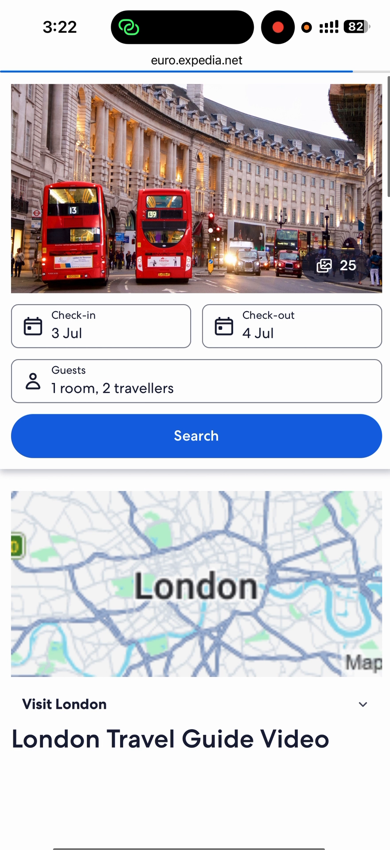 3:22
82
euro.expedia.net
13
139
25
Check-in
3 Jul
Check-out
4 Jul
Guests
1 room, 2 travellers
Search
London
Map
Visit London
London Travel Guide Video